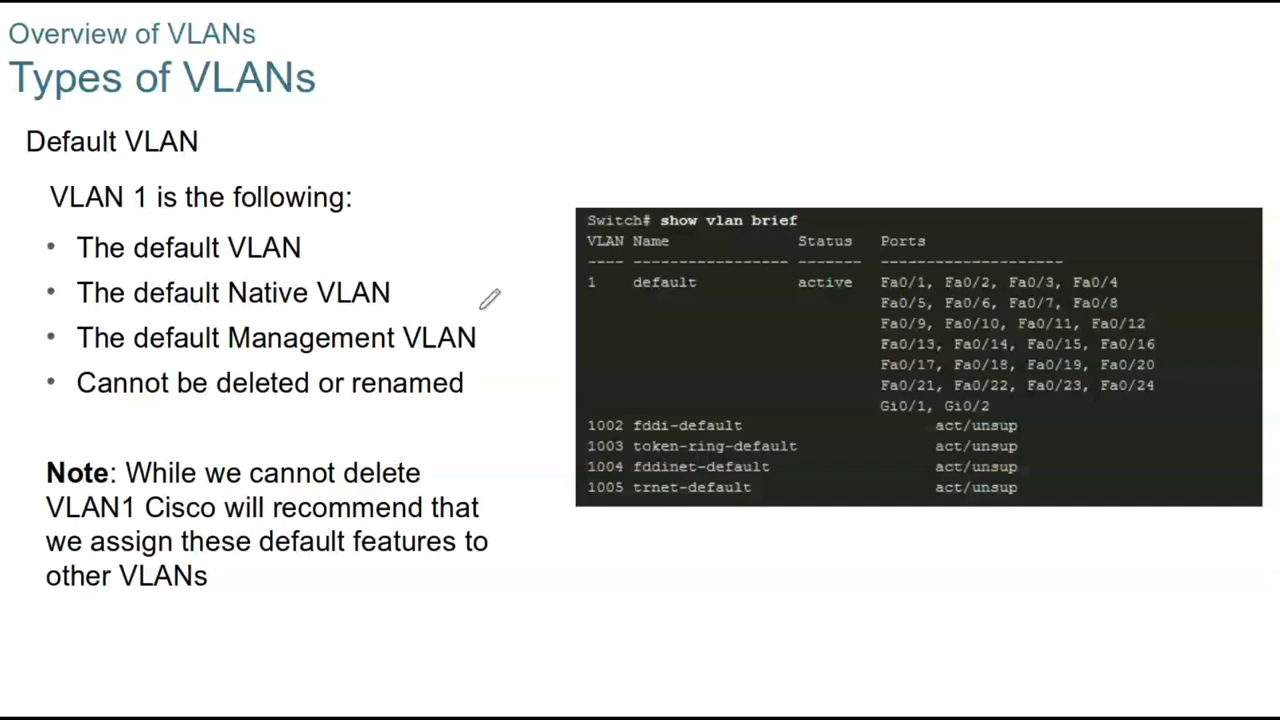 Overview of VLANs
Types of VLANs
Default VLAN
VLAN 1 is the following:
• The default VLAN
• The default Native VLAN
• The default Management VLAN
• Cannot be deleted or renamed
Note: While we cannot delete
VLAN1 Cisco will recommend that
we assign these default features to
other VLANs
Switch# show vlan brief
VLAN Name Status Ports
---- ----------------- ------- --------------------
1 default active Fa0/1, Fa0/2, Fa0/3, Fa0/4
Fa0/5, Fa0/6, Fa0/7, Fa0/8
Fa0/9, Fa0/10, Fa0/11, Fa0/12
Fa0/13, Fa0/14, Fa0/15, Fa0/16
Fa0/17, Fa0/18, Fa0/19, Fa0/20
Fa0/21, Fa0/22, Fa0/23, Fa0/24
Gi0/1, Gi0/2
1002 fddi-default act/unsup
1003 token-ring-default act/unsup
1004 fddinet-default act/unsup
1005 trnet-default act/unsup